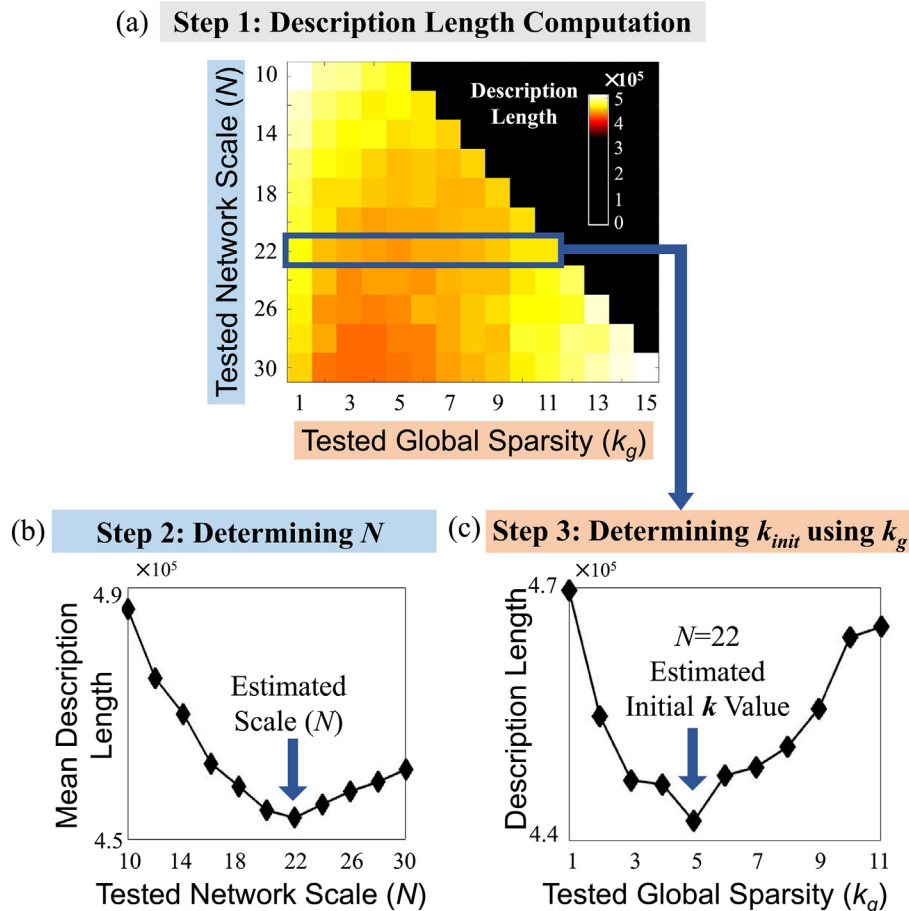 (a) Step 1: Description Length Computation
Tested Network Scale (N)
10
14
18
22
26
30
Description
Length
×10⁵
5
4
3
2
1
0
1 3 5 7 9 11 13 15
Tested Global Sparsity (k_g)
(b) Step 2: Determining N
×10⁵
4.9
4.5
Mean Description
Length
Estimated
Scale (N)
10 14 18 22 26 30
Tested Network Scale (N)
(c) Step 3: Determining k_init using k_g
×10⁵
4.7
4.4
Description Length
N=22
Estimated
Initial k Value
1 3 5 7 9 11
Tested Global Sparsity (k_g)